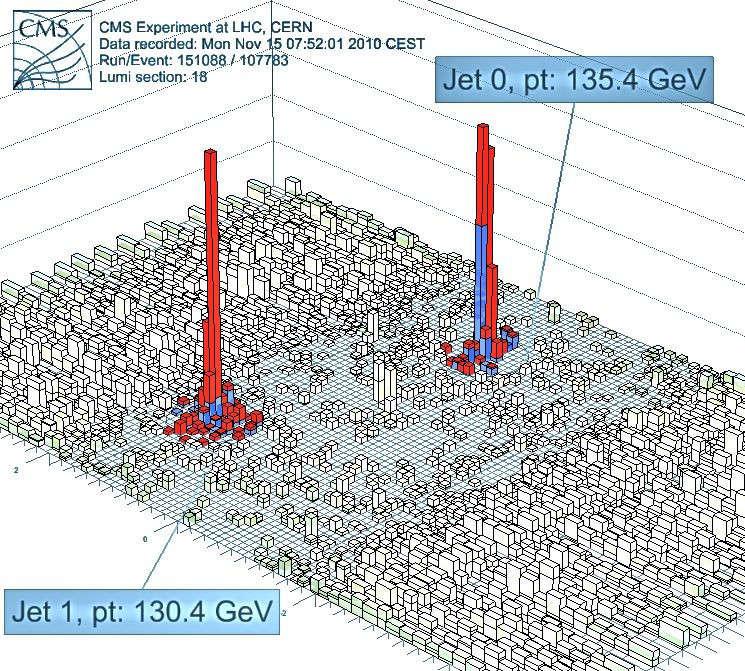 CMS
CMS Experiment at LHC, CERN
Data recorded: Mon Nov 15 07:52:01 2010 CEST
Run/Event: 151088 / 107783
Lumi section: 18
Jet 0, pt: 135.4 GeV
2
0
Jet 1, pt: 130.4 GeV
-2